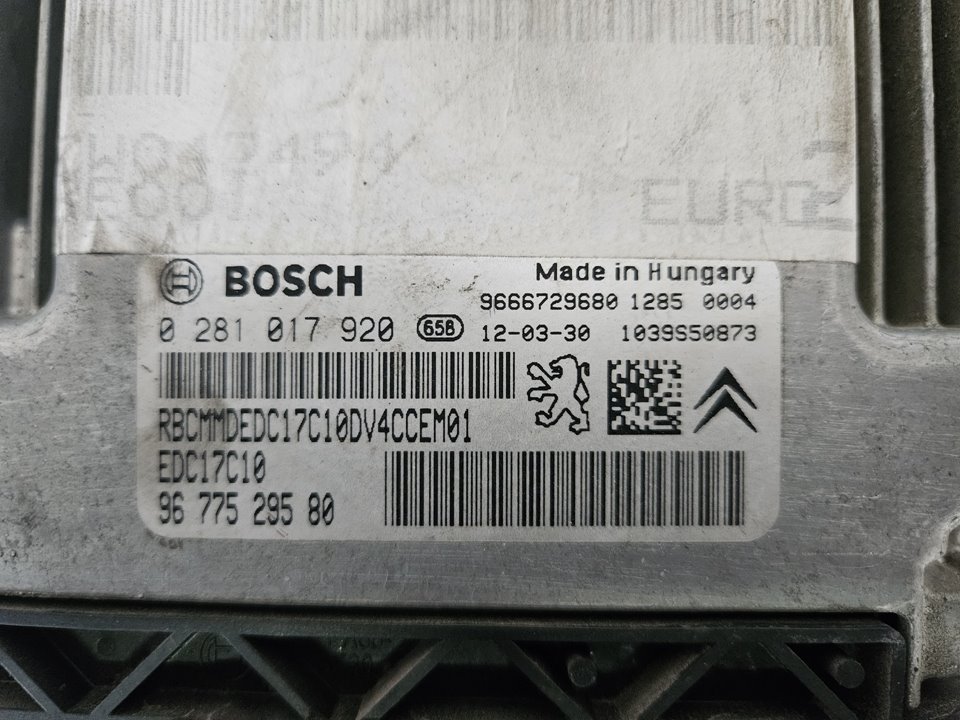 EURO
BOSCH
Made in Hungary
9666729680 1285 0004
0 281 017 920 65B 12-03-30 1039S50873
RBCMMDEDC17C10DV4CCEM01
EDC17C10
96 775 295 80